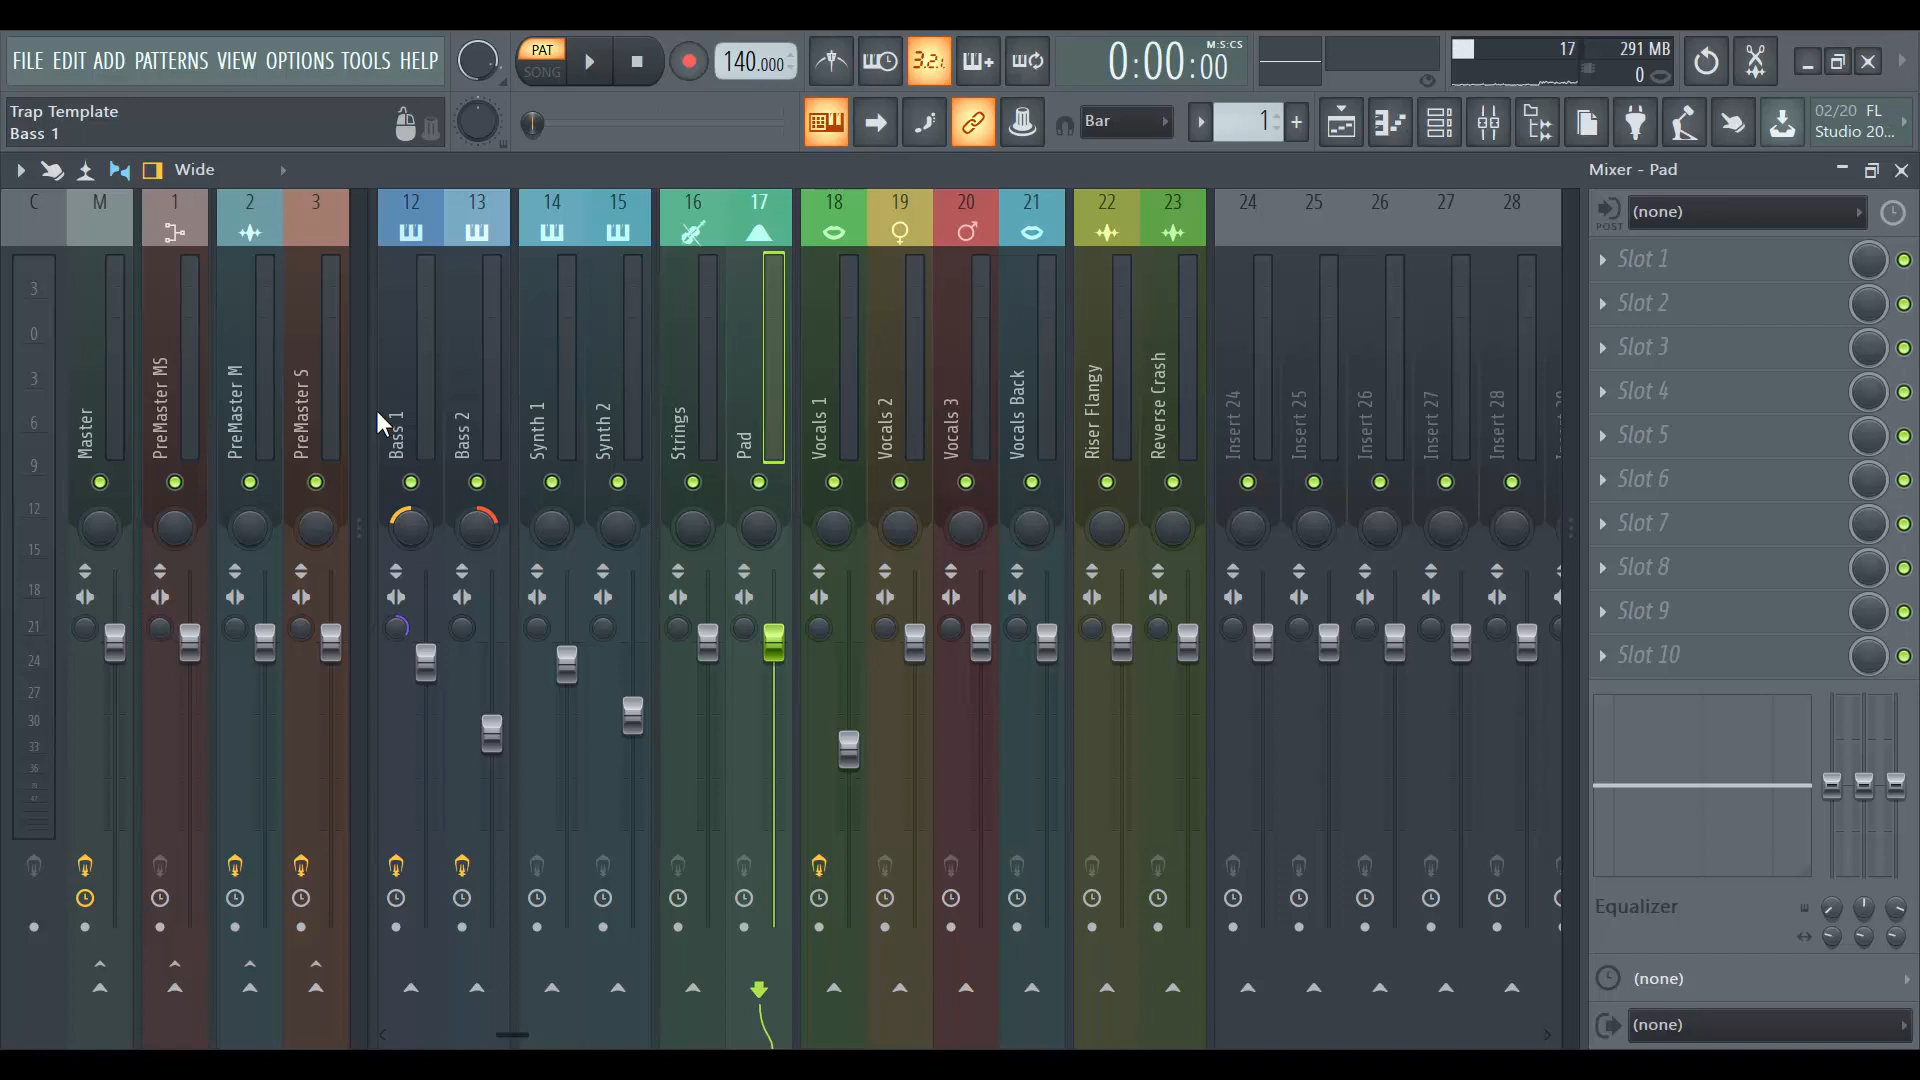 FILE EDIT ADD PATTERNS VIEW OPTIONS TOOLS HELP
PAT
SONG
140.000
3.2.1
0:00:00
M:S:CS
17
291 MB
0
Trap Template
Bass 1
Bar
1
02/20 FL
Studio 20...
Wide
Mixer - Pad
C M 1 2 3 12 13 14 15 16 17 18 19 20 21 22 23 24 25 26 27 28
POST
(none)
Slot 1
Slot 2
Slot 3
Slot 4
Slot 5
Slot 6
Slot 7
Slot 8
Slot 9
Slot 10
3
0
3
6
9
12
15
18
21
24
27
30
33
36
Master
PreMaster MS
PreMaster M
PreMaster S
Bass 1
Bass 2
Synth 1
Synth 2
Strings
Pad
Vocals 1
Vocals 2
Vocals 3
Vocals Back
Riser Flangy
Reverse Crash
Insert 24
Insert 25
Insert 26
Insert 27
Insert 28
Equalizer
(none)
(none)